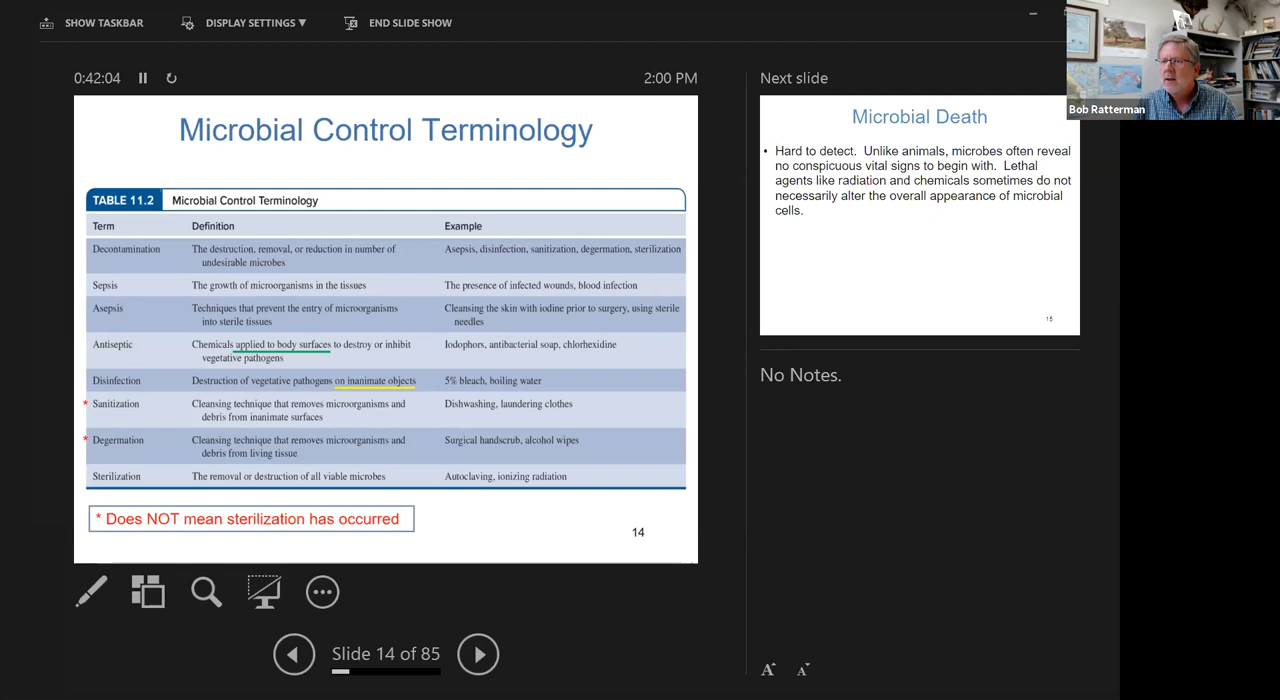 SHOW TASKBAR
DISPLAY SETTINGS ▼
END SLIDE SHOW
0:42:04
2:00 PM
Microbial Control Terminology
TABLE 11.2 Microbial Control Terminology
Term Definition Example
Decontamination The destruction, removal, or reduction in number of Asepsis, disinfection, sanitization, degermation, sterilization
undesirable microbes
Sepsis The growth of microorganisms in the tissues The presence of infected wounds, blood infection
Asepsis Techniques that prevent the entry of microorganisms Cleansing the skin with iodine prior to surgery, using sterile
into sterile tissues needles
Antiseptic Chemicals applied to body surfaces to destroy or inhibit Iodophors, antibacterial soap, chlorhexidine
vegetative pathogens
Disinfection Destruction of vegetative pathogens on inanimate objects 5% bleach, boiling water
* Sanitization Cleansing technique that removes microorganisms and Dishwashing, laundering clothes
debris from inanimate surfaces
* Degermation Cleansing technique that removes microorganisms and Surgical handscrub, alcohol wipes
debris from living tissue
Sterilization The removal or destruction of all viable microbes Autoclaving, ionizing radiation
* Does NOT mean sterilization has occurred
14
Slide 14 of 85
Next slide
Microbial Death
• Hard to detect. Unlike animals, microbes often reveal
no conspicuous vital signs to begin with. Lethal
agents like radiation and chemicals sometimes do not
necessarily alter the overall appearance of microbial
cells.
15
No Notes.
A A
Bob Ratterman